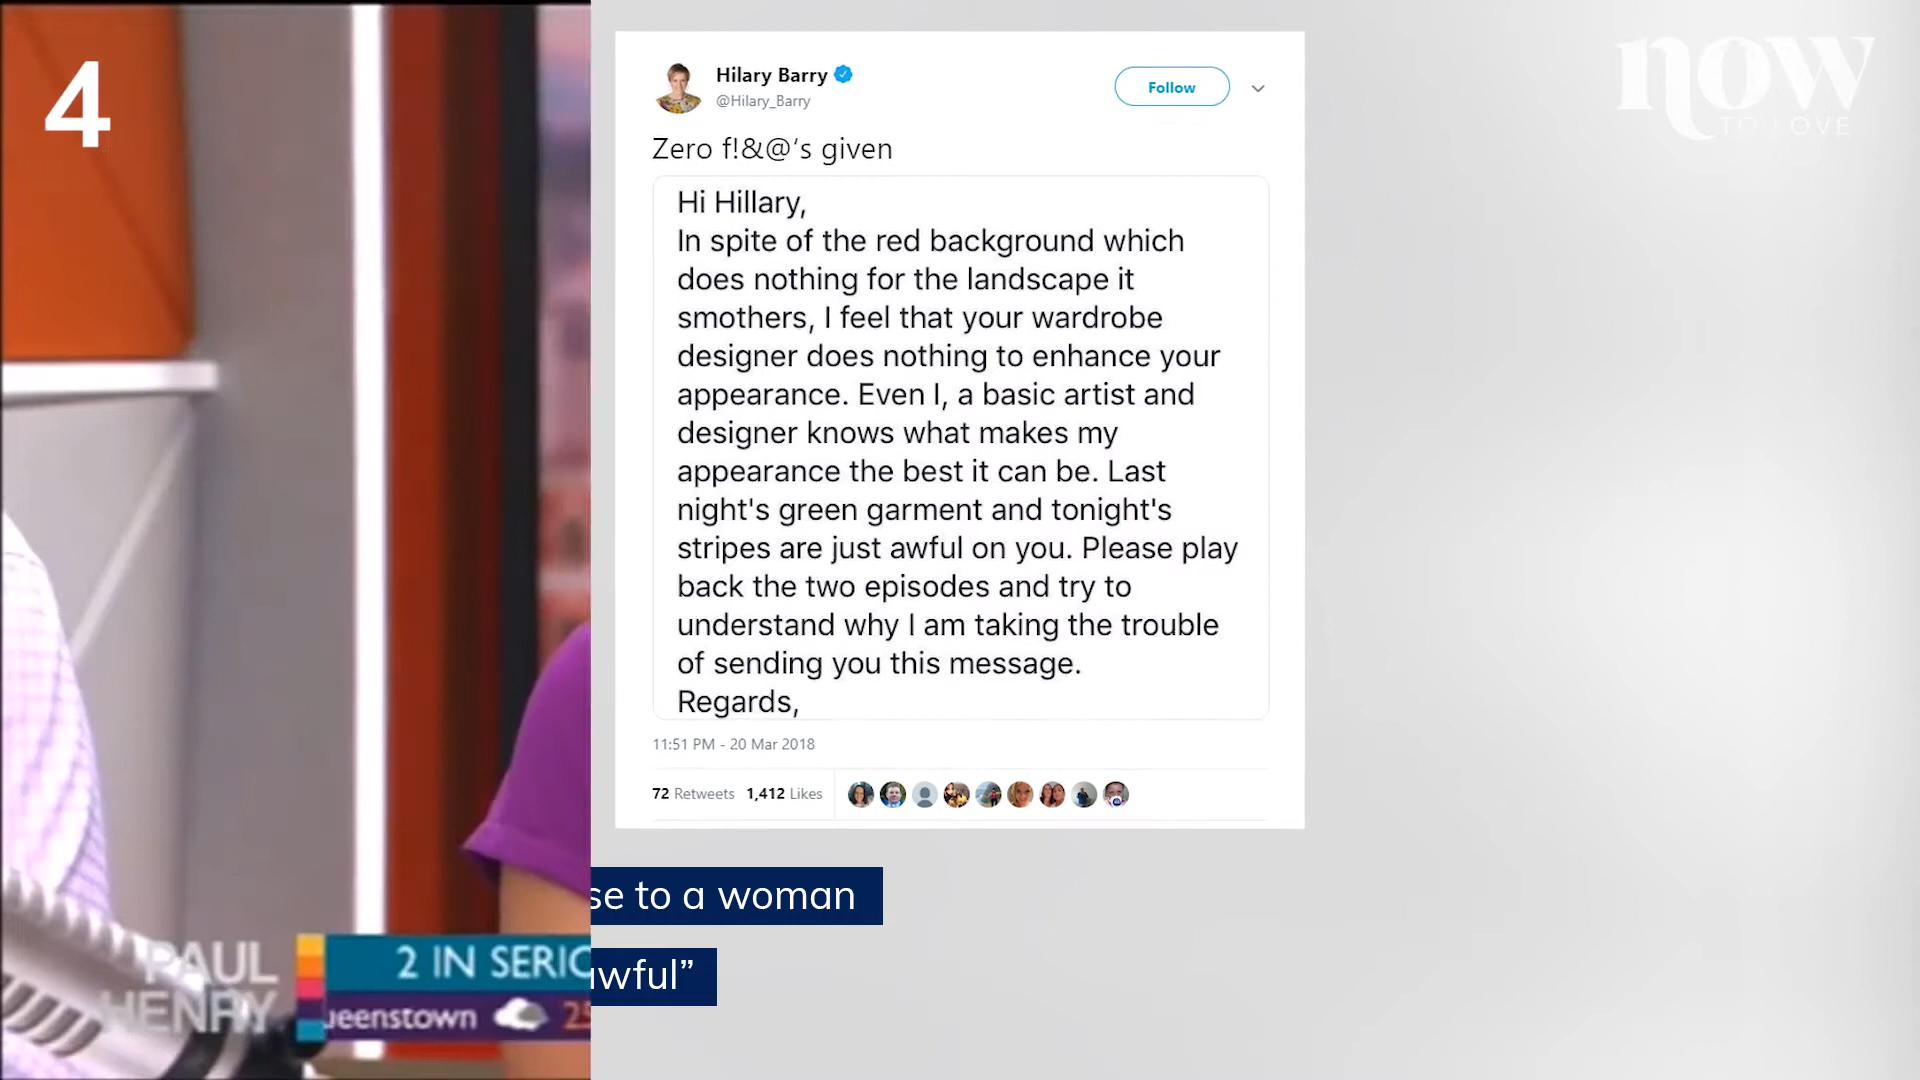 4
now
TO LOVE
Hilary Barry
@Hilary_Barry
Follow
Zero f!&@‘s given
Hi Hillary,
In spite of the red background which
does nothing for the landscape it
smothers, I feel that your wardrobe
designer does nothing to enhance your
appearance. Even I, a basic artist and
designer knows what makes my
appearance the best it can be. Last
night's green garment and tonight's
stripes are just awful on you. Please play
back the two episodes and try to
understand why I am taking the trouble
of sending you this message.
Regards,
11:51 PM - 20 Mar 2018
72 Retweets 1,412 Likes
se to a woman
awful”
PAUL
HENRY
2 IN SERIO
ueenstown 25